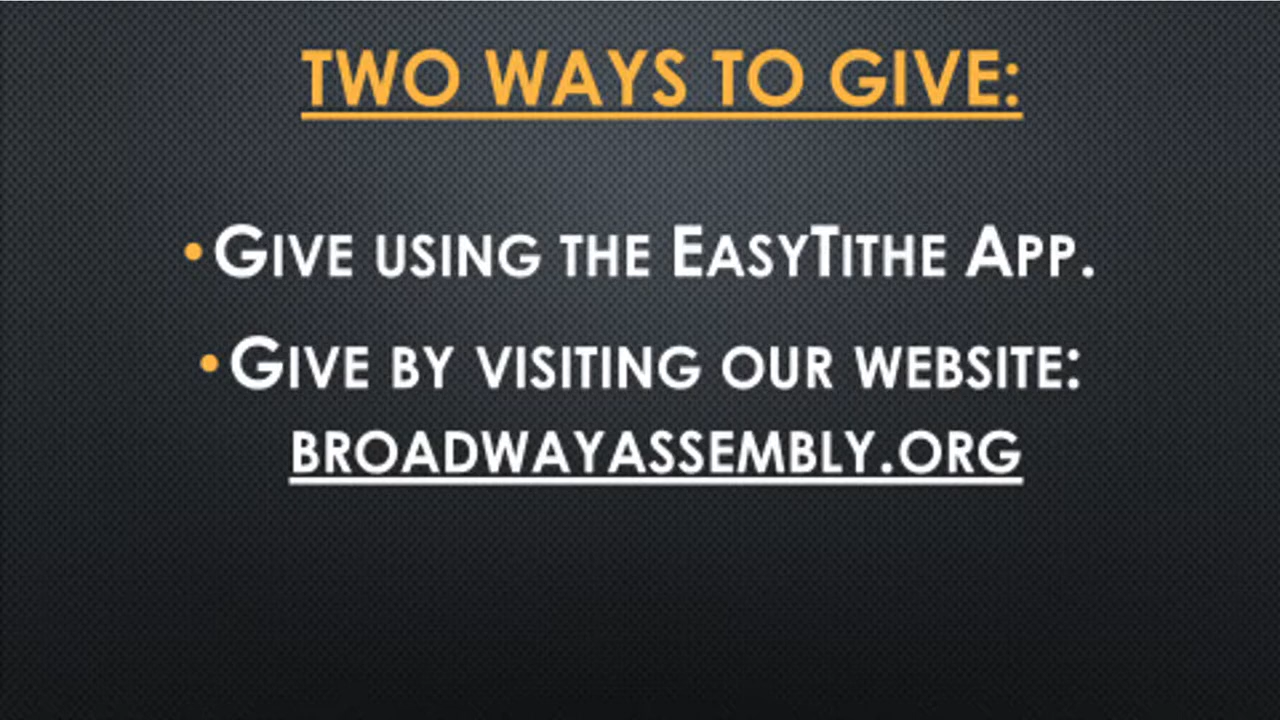 TWO WAYS TO GIVE:
• GIVE USING THE EASYTITHE APP.
• GIVE BY VISITING OUR WEBSITE:
BROADWAYASSEMBLY.ORG